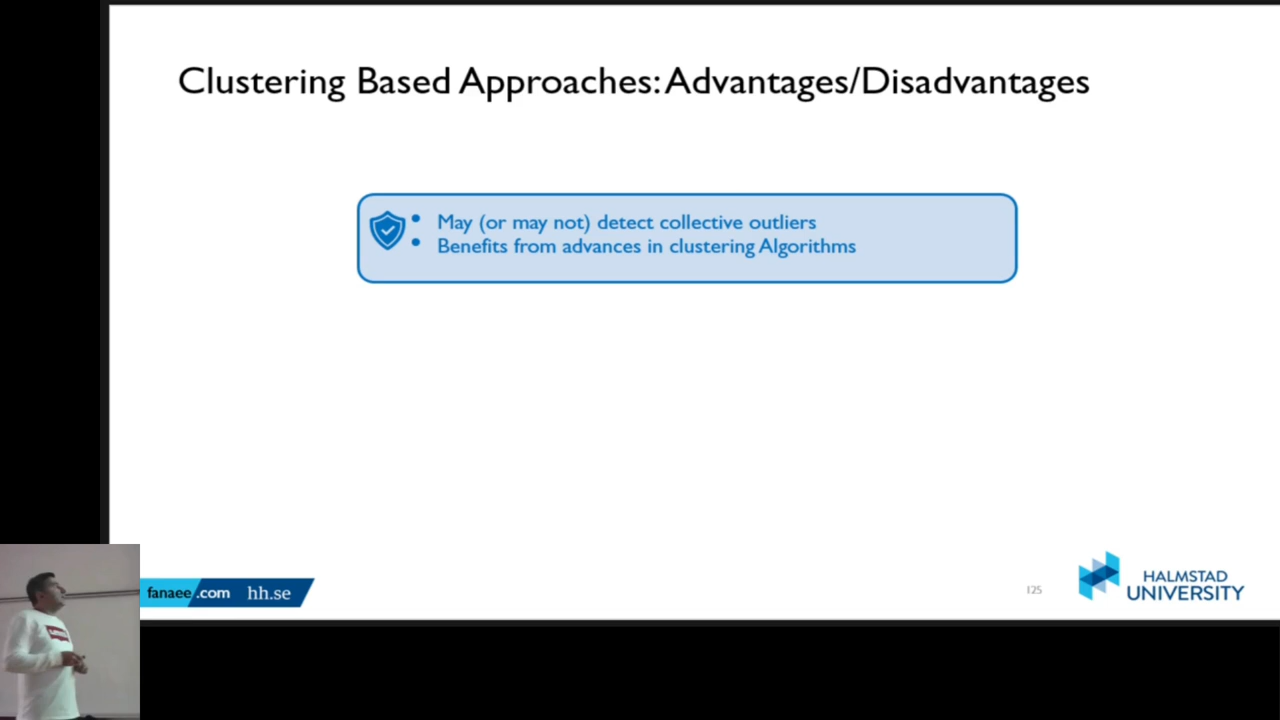 Clustering Based Approaches: Advantages/Disadvantages
• May (or may not) detect collective outliers
• Benefits from advances in clustering Algorithms
fanaee.com hh.se
125
HALMSTAD
UNIVERSITY